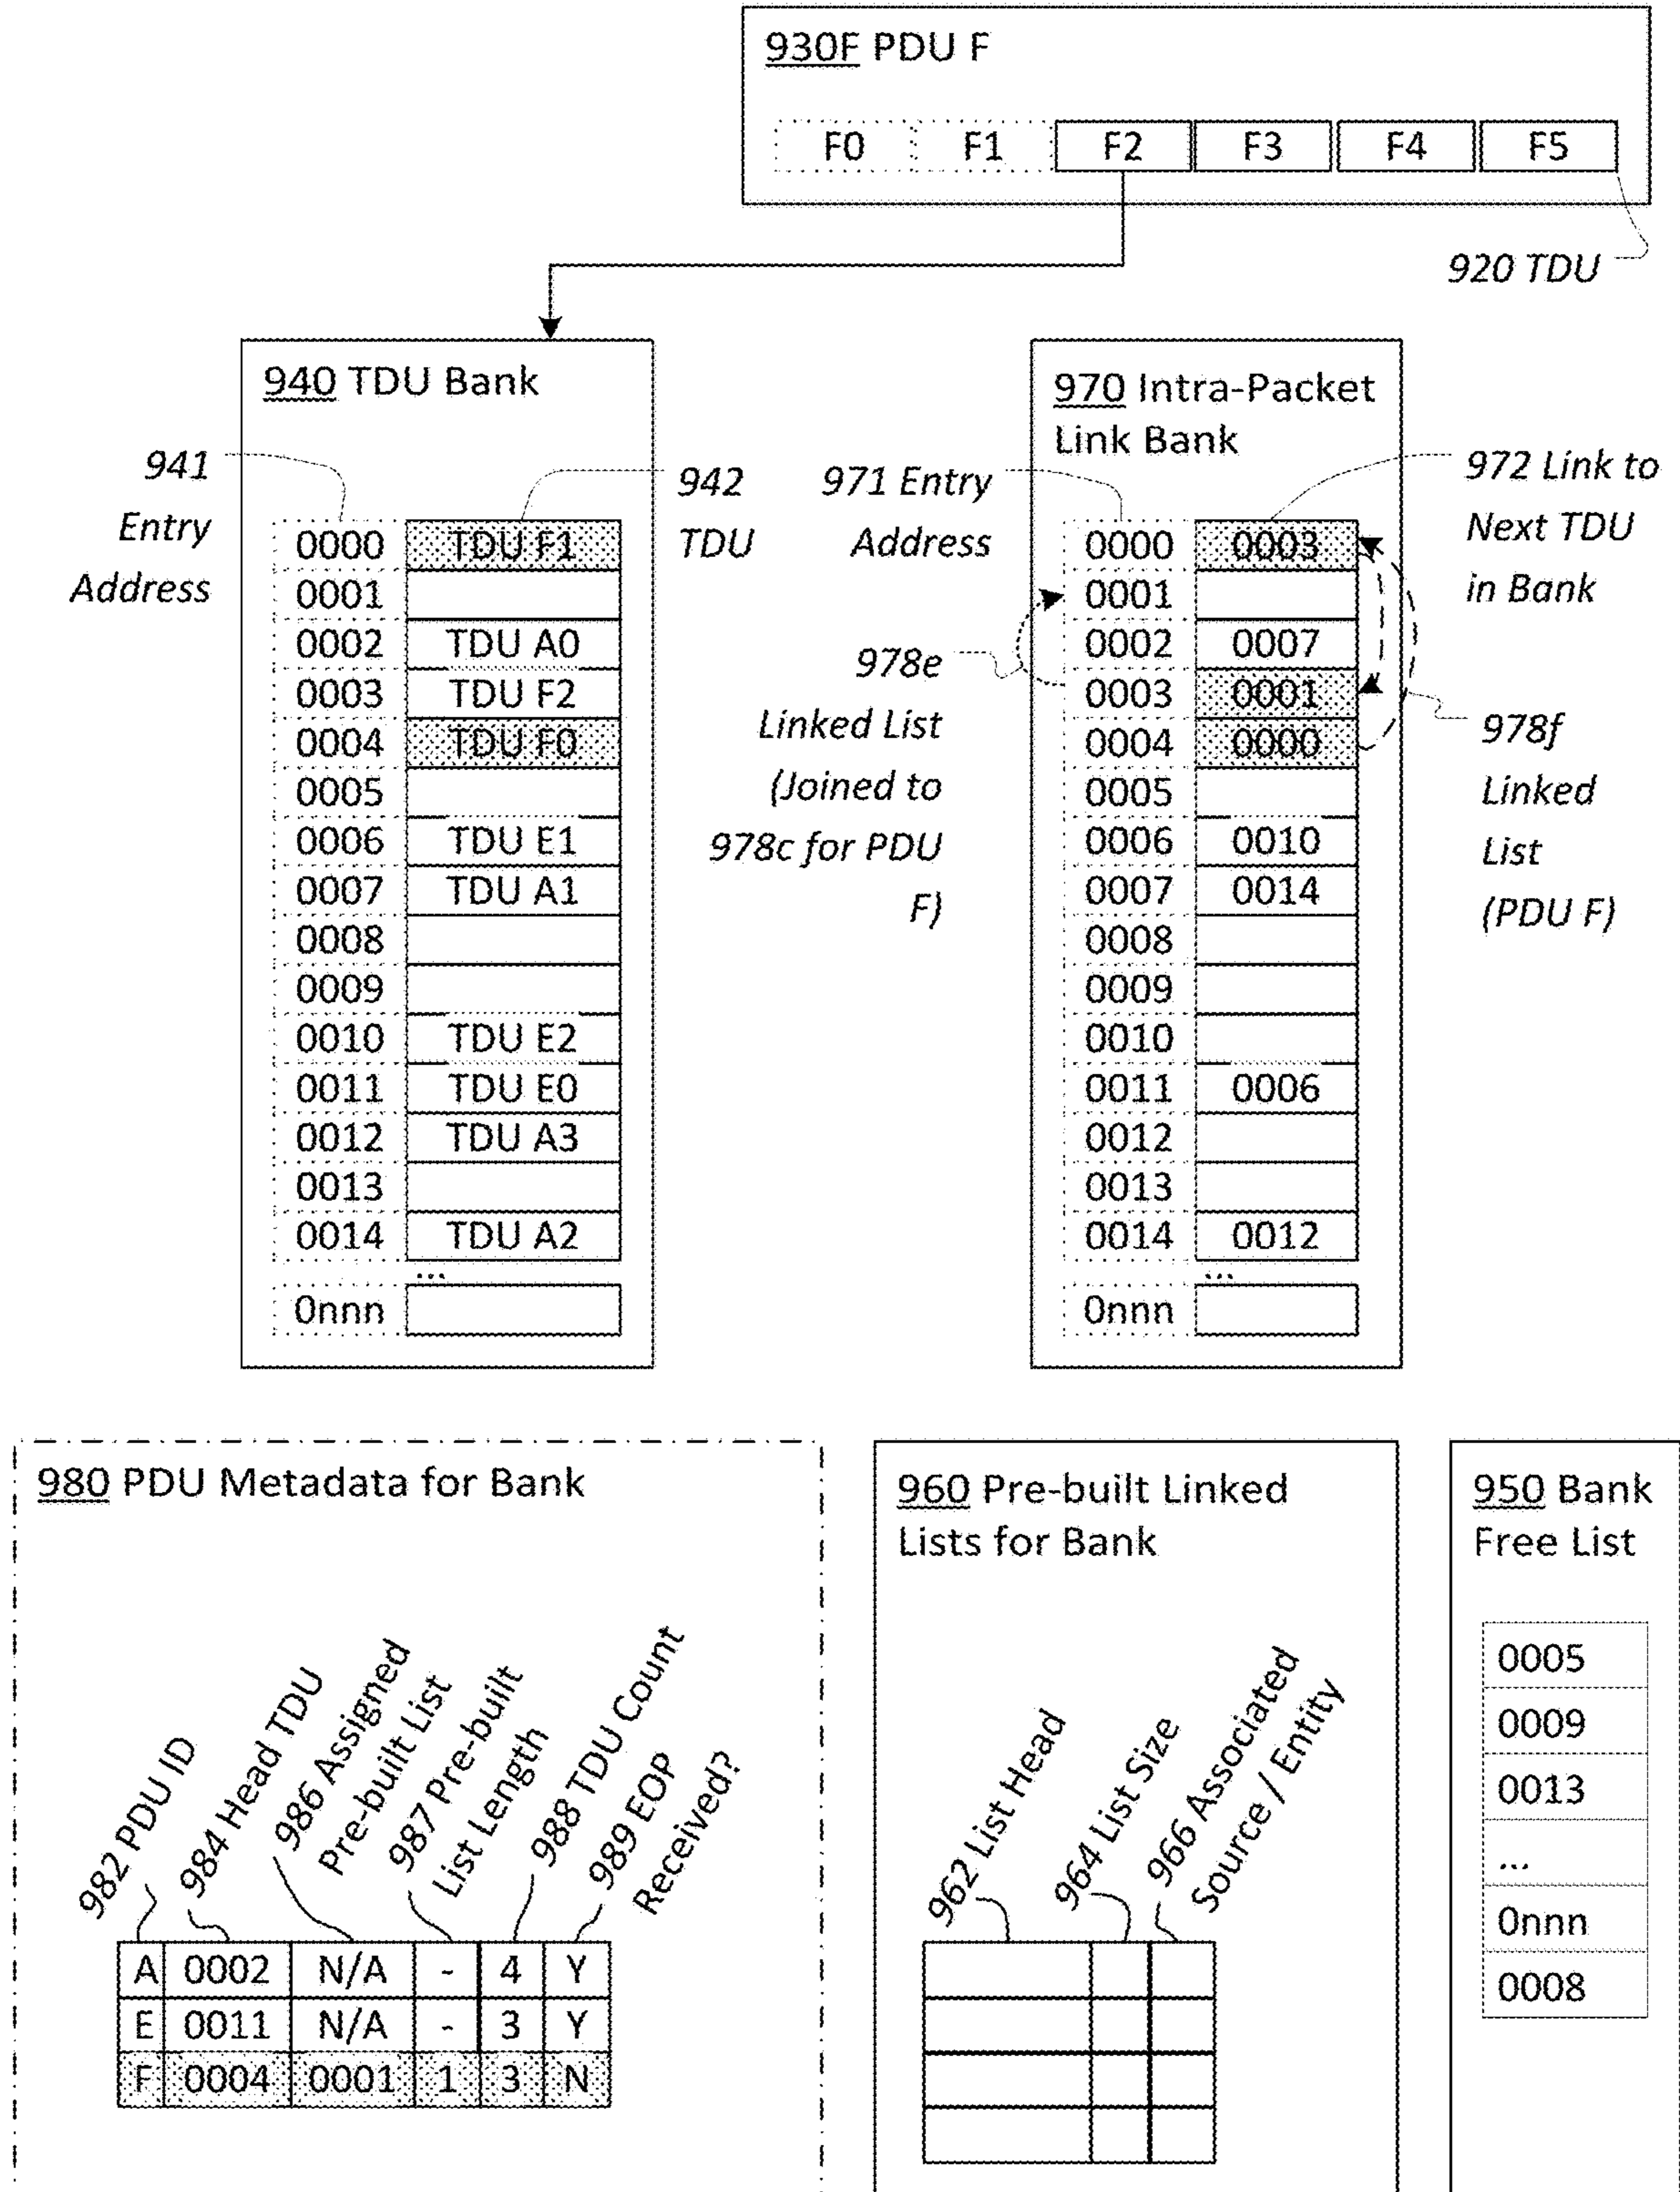 930F PDU F
F0 F1 F2 F3 F4 F5
920 TDU
940 TDU Bank
941
Entry
Address
942
TDU
0000 TDU F1
0001
0002 TDU A0
0003 TDU F2
0004 TDU F0
0005
0006 TDU E1
0007 TDU A1
0008
0009
0010 TDU E2
0011 TDU E0
0012 TDU A3
0013
0014 TDU A2
...
0nnn
970 Intra-Packet
Link Bank
971 Entry
Address
972 Link to
Next TDU
in Bank
978e
Linked List
(Joined to
978c for PDU
F)
0000 0003
0001
0002 0007
0003 0001
0004 0000
0005
0006 0010
0007 0014
0008
0009
0010
0011 0006
0012
0013
0014 0012
...
0nnn
978f
Linked
List
(PDU F)
980 PDU Metadata for Bank
982 PDU ID
984 Head TDU
986 Assigned
Pre-built List
987 Pre-built
List Length
988 TDU Count
989 EOP
Received?
A 0002 N/A - 4 Y
E 0011 N/A - 3 Y
F 0004 0001 1 3 N
960 Pre-built Linked
Lists for Bank
962 List Head
964 List Size
966 Associated
Source / Entity
950 Bank
Free List
0005
0009
0013
...
0nnn
0008